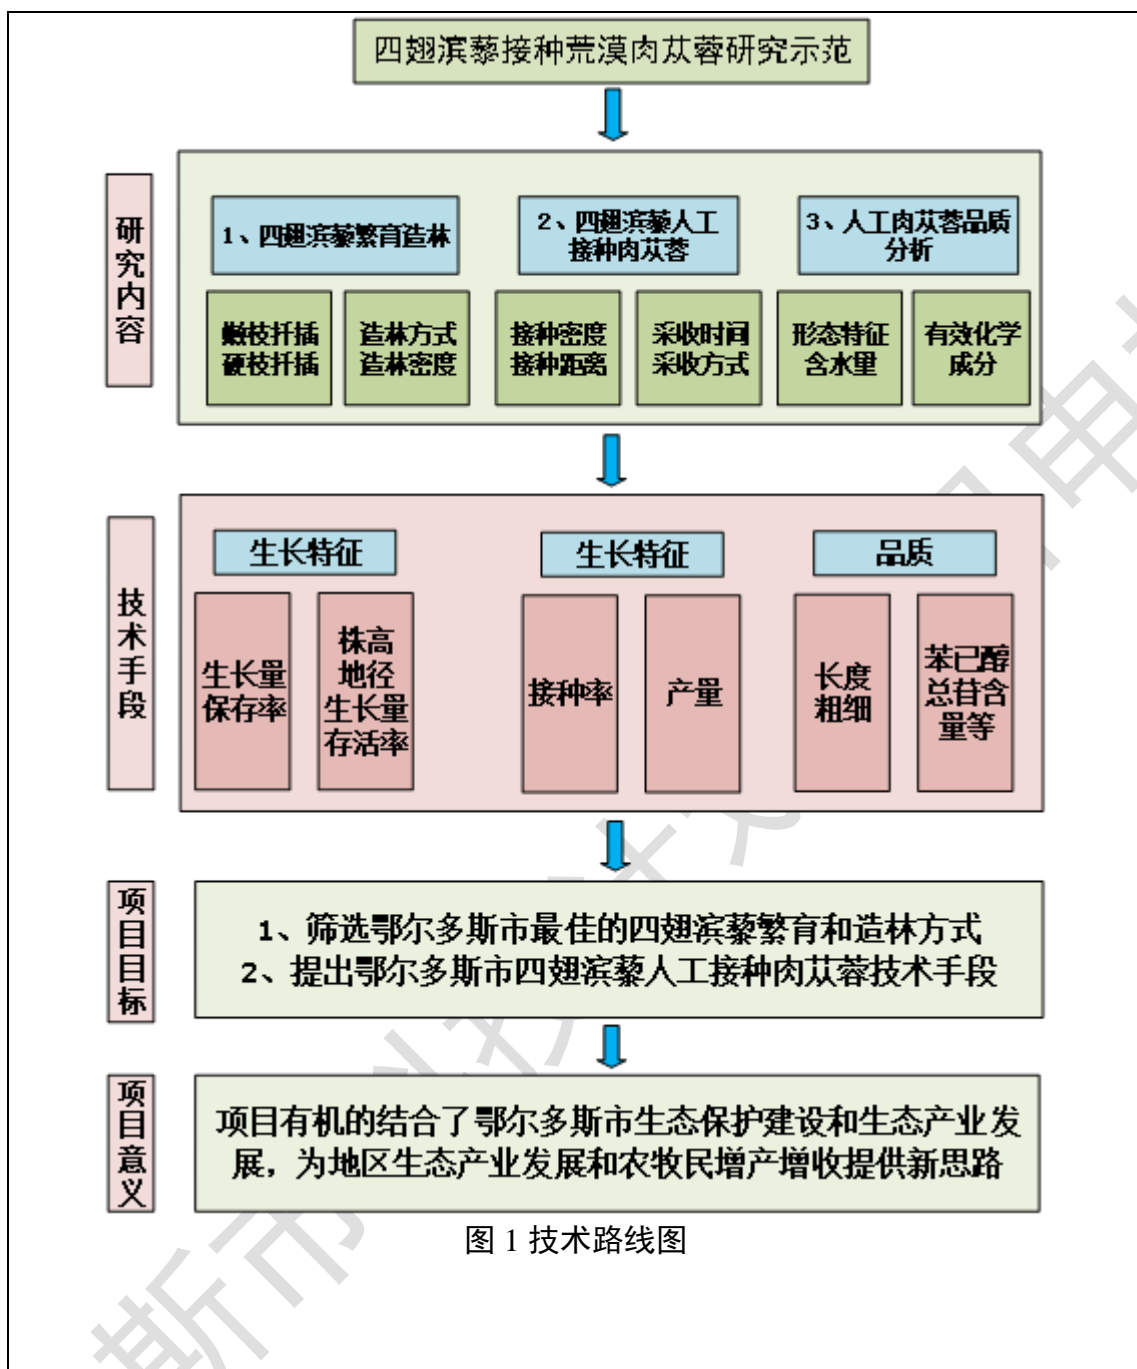 四翅滨藜接种荒漠肉苁蓉研究示范
研究内容
1、四翅滨藜繁育造林
2、四翅滨藜人工
接种肉苁蓉
3、人工肉苁蓉品质
分析
嫩枝扦插
硬枝扦插
造林方式
造林密度
接种密度
接种距离
采收时间
采收方式
形态特征
含水量
有效化学
成分
技术手段
生长特征
生长特征
品质
生长量
保存率
株高
地径
生长量
存活率
接种率
产量
长度
粗细
苯已醇
总苷含
量等
项目目标
1、筛选鄂尔多斯市最佳的四翅滨藜繁育和造林方式
2、提出鄂尔多斯市四翅滨藜人工接种肉苁蓉技术手段
项目意义
项目有机的结合了鄂尔多斯市生态保护建设和生态产业发
展，为地区生态产业发展和农牧民增产增收提供新思路
图 1 技术路线图